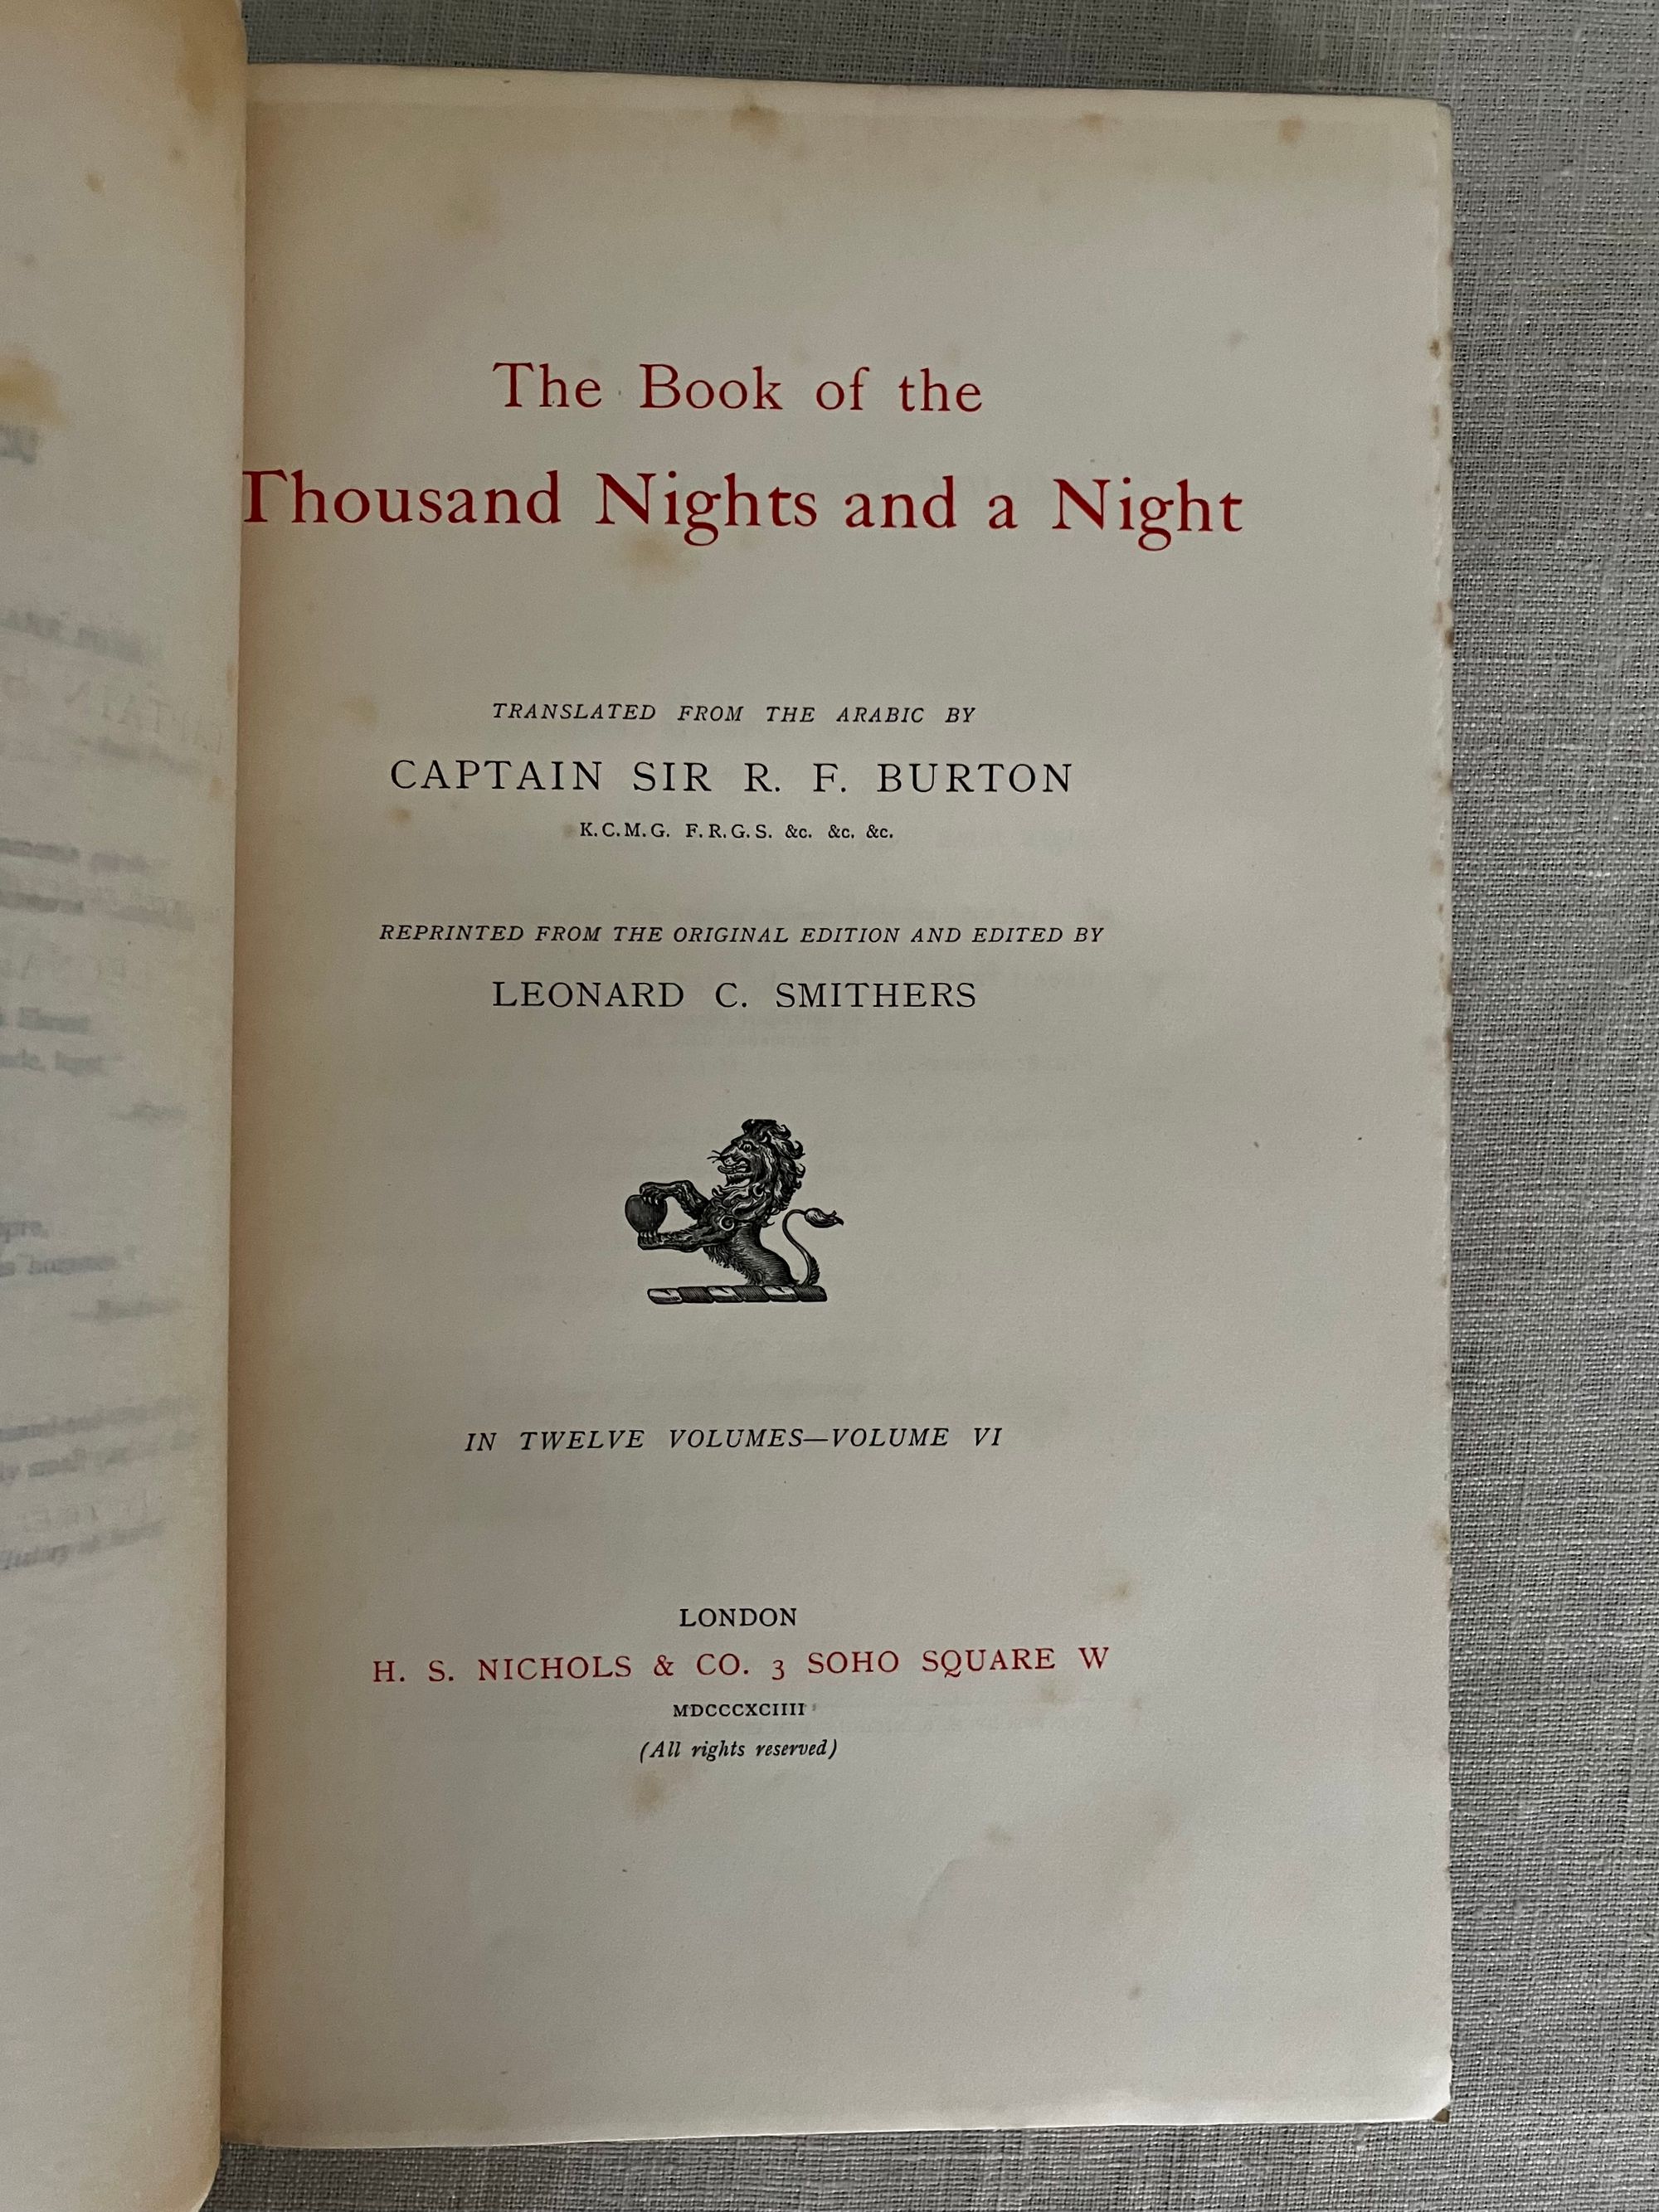 The Book of the
Thousand Nights and a Night
TRANSLATED FROM THE ARABIC BY
CAPTAIN SIR R. F. BURTON
K.C.M.G. F.R.G.S. &c. &c. &c.
REPRINTED FROM THE ORIGINAL EDITION AND EDITED BY
LEONARD C. SMITHERS
IN TWELVE VOLUMES—VOLUME VI
LONDON
H. S. NICHOLS & CO. 3 SOHO SQUARE W
MDCCCXCIIII
(All rights reserved)